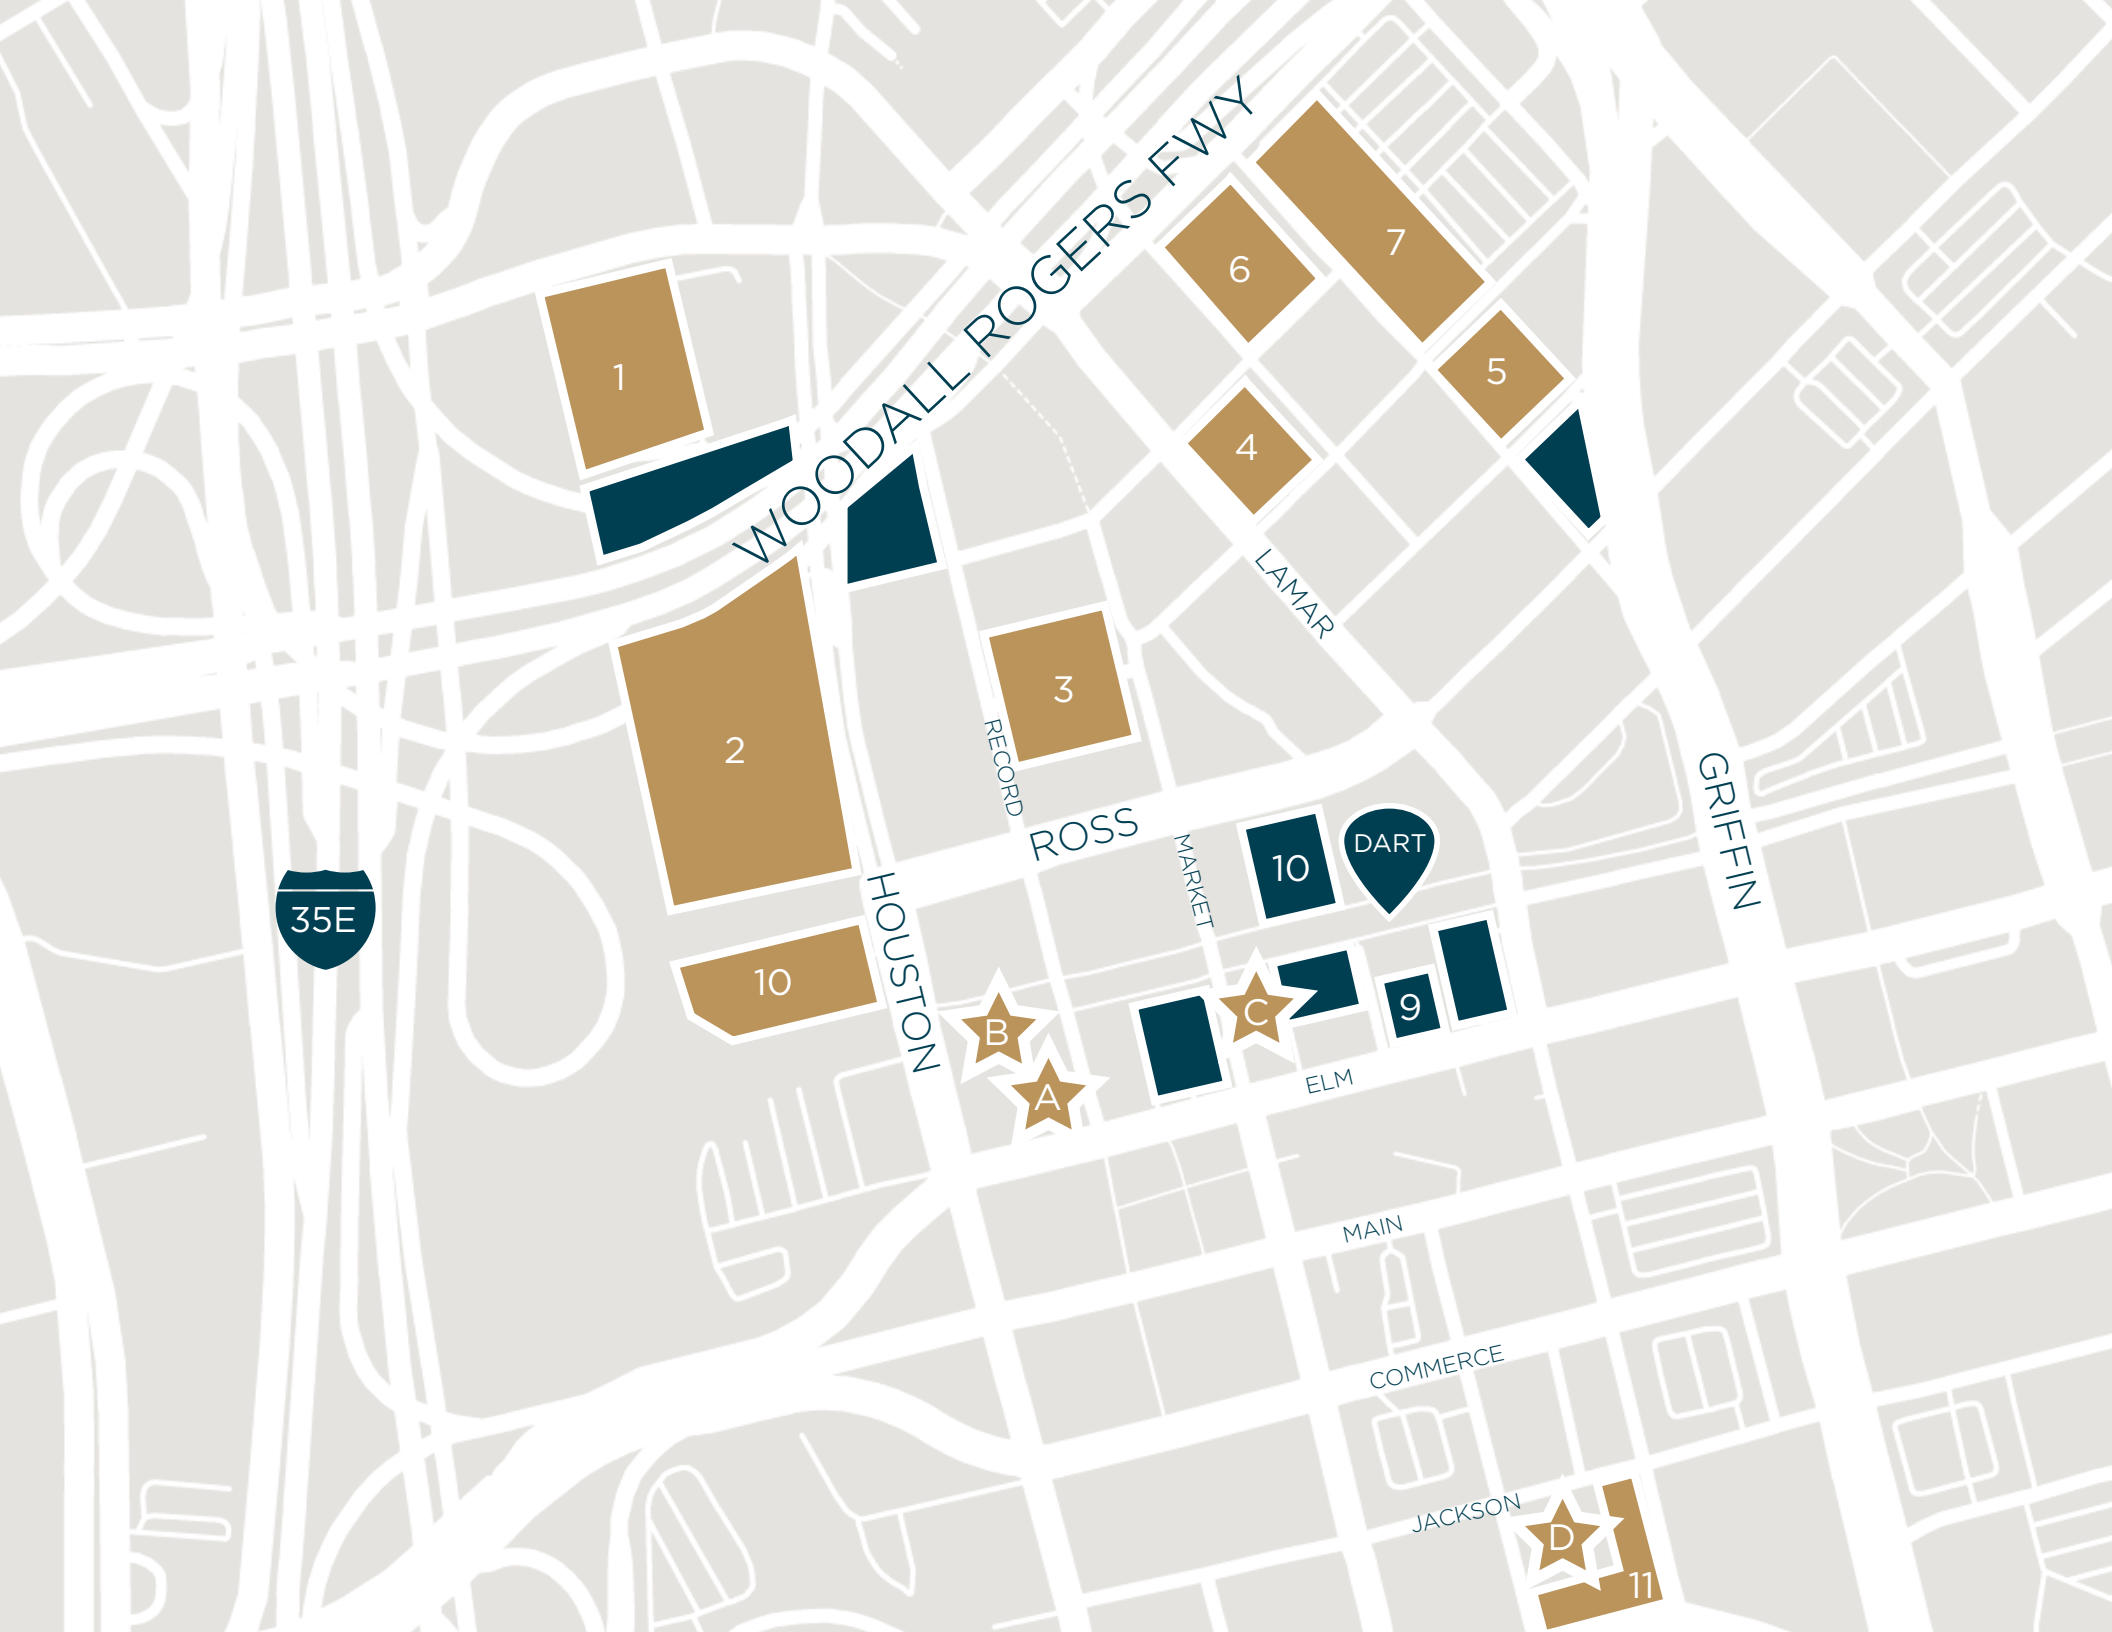 WOODALL ROGERS FWY
7
6
5
1
4
LAMAR
3
2
RECORD
ROSS
GRIFFIN
MARKET
10
DART
35E
HOUSTON
10
B
C
9
A
ELM
MAIN
COMMERCE
JACKSON
D
11